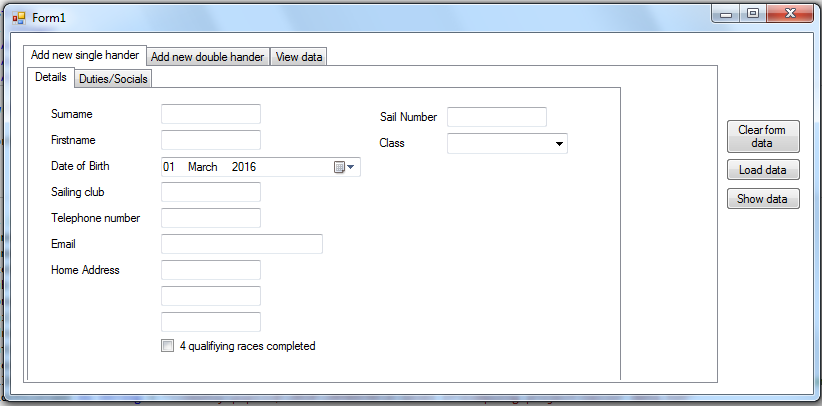 Form1
Add new single hander
Add new double hander
View data
Details
Duties/Socials
Surname
Firstname
Date of Birth
01 March 2016
Sailing club
Telephone number
Email
Home Address
4 qualifiying races completed
Sail Number
Class
Clear form
data
Load data
Show data